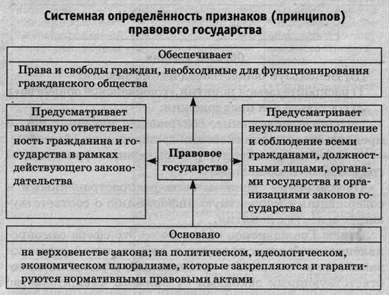 Системная определённость признаков (принципов)
правового государства
Обеспечивает
Права и свободы граждан, необходимые для функционирования
гражданского общества
Предусматривает
взаимную ответствен-
ность гражданина и го-
сударства в рамках
действующего законо-
дательства
Правовое
государство
Предусматривает
неуклонное исполнение
и соблюдение всеми
гражданами, должност-
ными лицами, органа-
ми государства и орга-
низациями законов го-
сударства
Основано
на верховенстве закона; на политическом, идеологическом,
экономическом плюрализме, которые закрепляются и гаранти-
руются нормативными правовыми актами